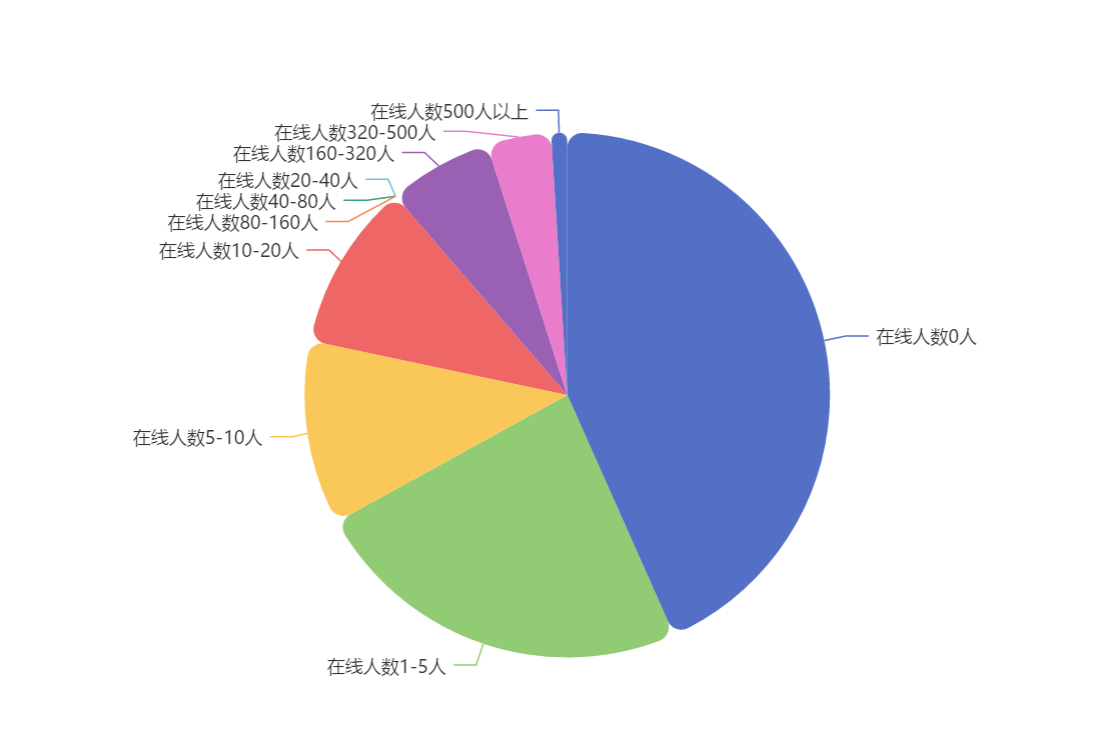 在线人数500人以上
在线人数320-500人
在线人数160-320人
在线人数20-40人
在线人数40-80人
在线人数80-160人
在线人数10-20人
在线人数0人
在线人数5-10人
在线人数1-5人